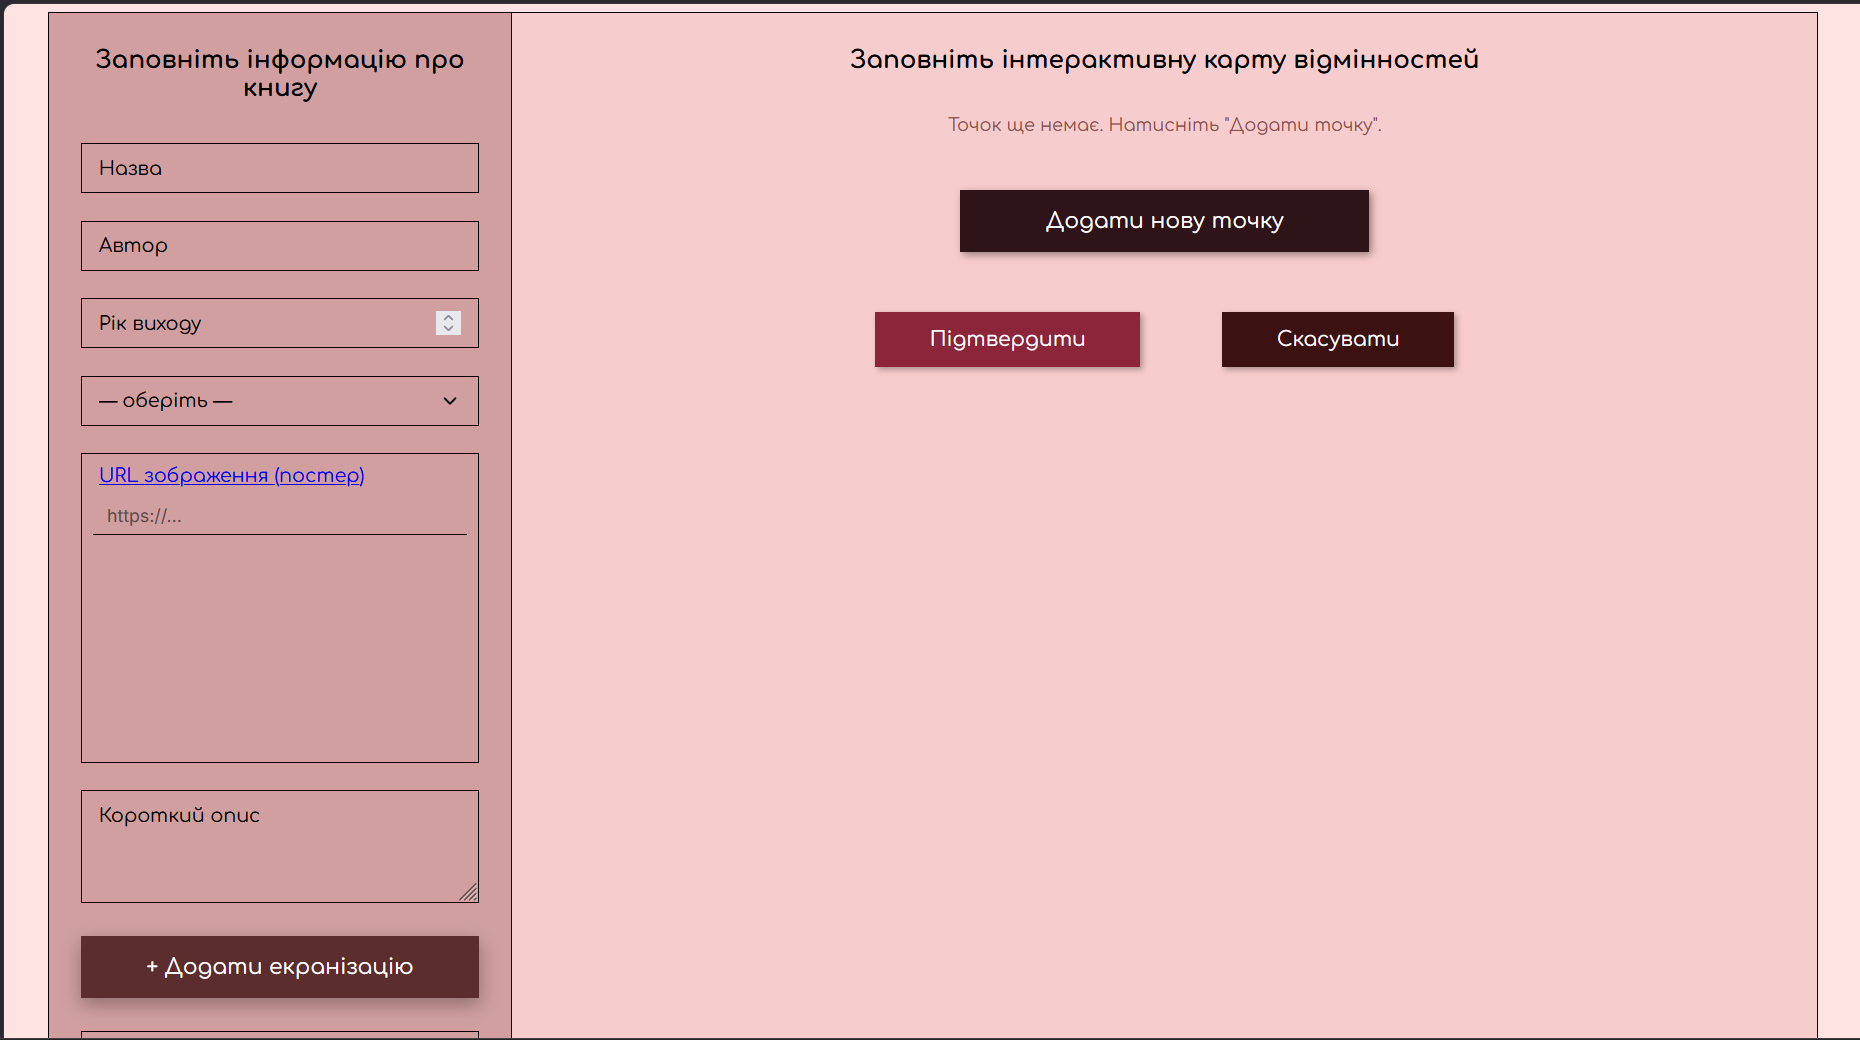 Заповніть інформацію про
книгу
Назва
Автор
Рік виходу
— оберіть —
URL зображення (постер)
https://...
Короткий опис
+ Додати екранізацію
Заповніть інтерактивну карту відмінностей
Точок ще немає. Натисніть "Додати точку".
Додати нову точку
Підтвердити
Скасувати